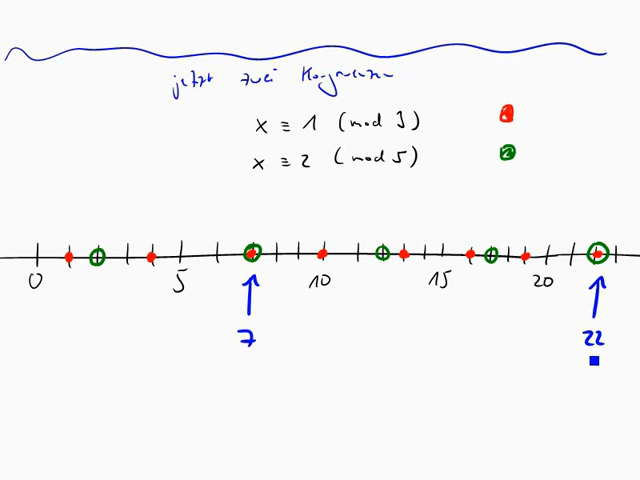 jetzt zwei Kongruenzen
x ≡ 1 (mod 3)
x ≡ 2 (mod 5)
0 5 10 15 20
7 22